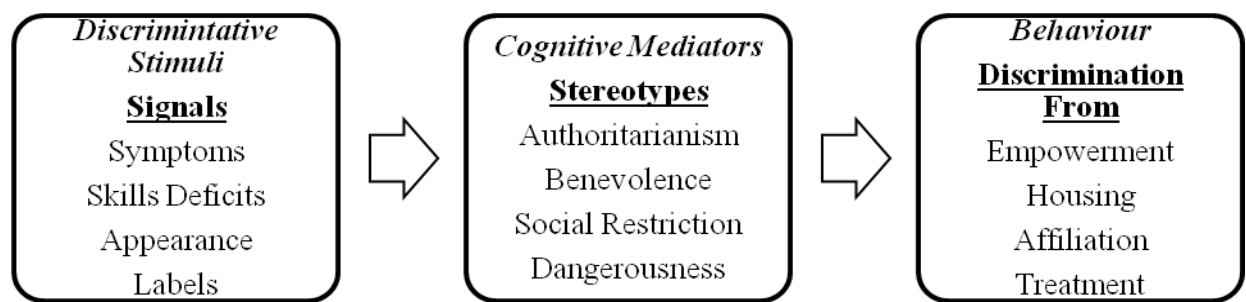 Discrimintative
Stimuli
Signals
Symptoms
Skills Deficits
Appearance
Labels
Cognitive Mediators
Stereotypes
Authoritarianism
Benevolence
Social Restriction
Dangerousness
Behaviour
Discrimination
From
Empowerment
Housing
Affiliation
Treatment